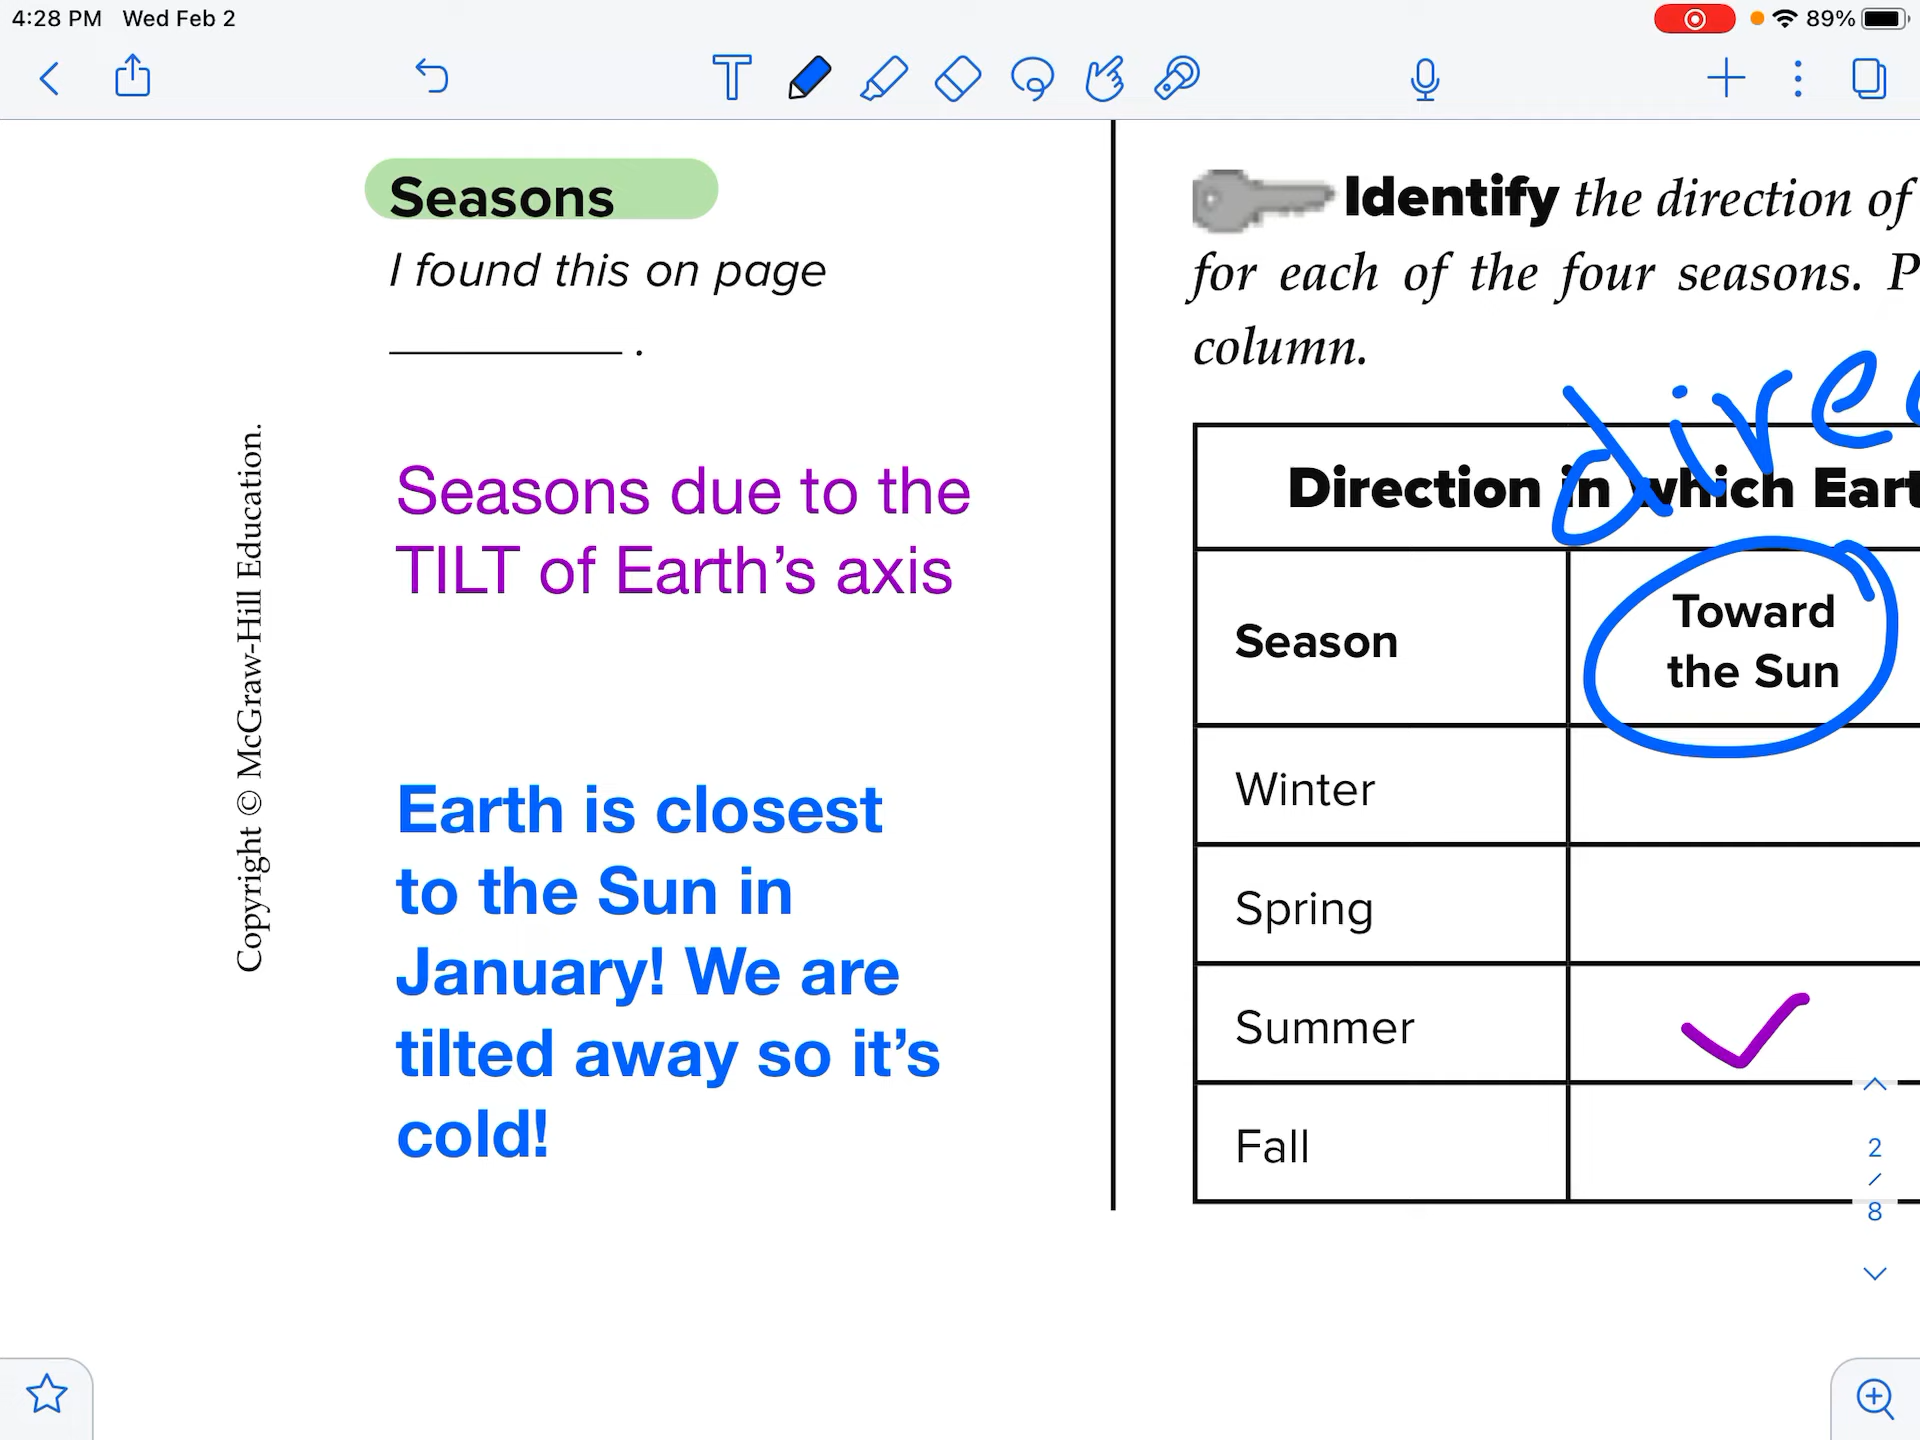 4:28 PM Wed Feb 2
89%
Seasons
I found this on page
__________ .
Seasons due to the
TILT of Earth's axis
Earth is closest
to the Sun in
January! We are
tilted away so it's
cold!
Copyright © McGraw-Hill Education.
Identify the direction of
for each of the four seasons. P
column.
direc
Direction in which Eart
Season
Toward
the Sun
Winter
Spring
Summer
Fall
2
/
8